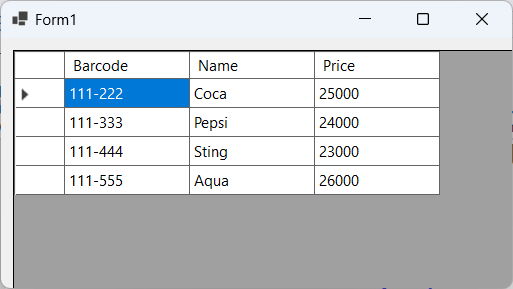 Form1
Barcode Name Price
111-222 Coca 25000
111-333 Pepsi 24000
111-444 Sting 23000
111-555 Aqua 26000